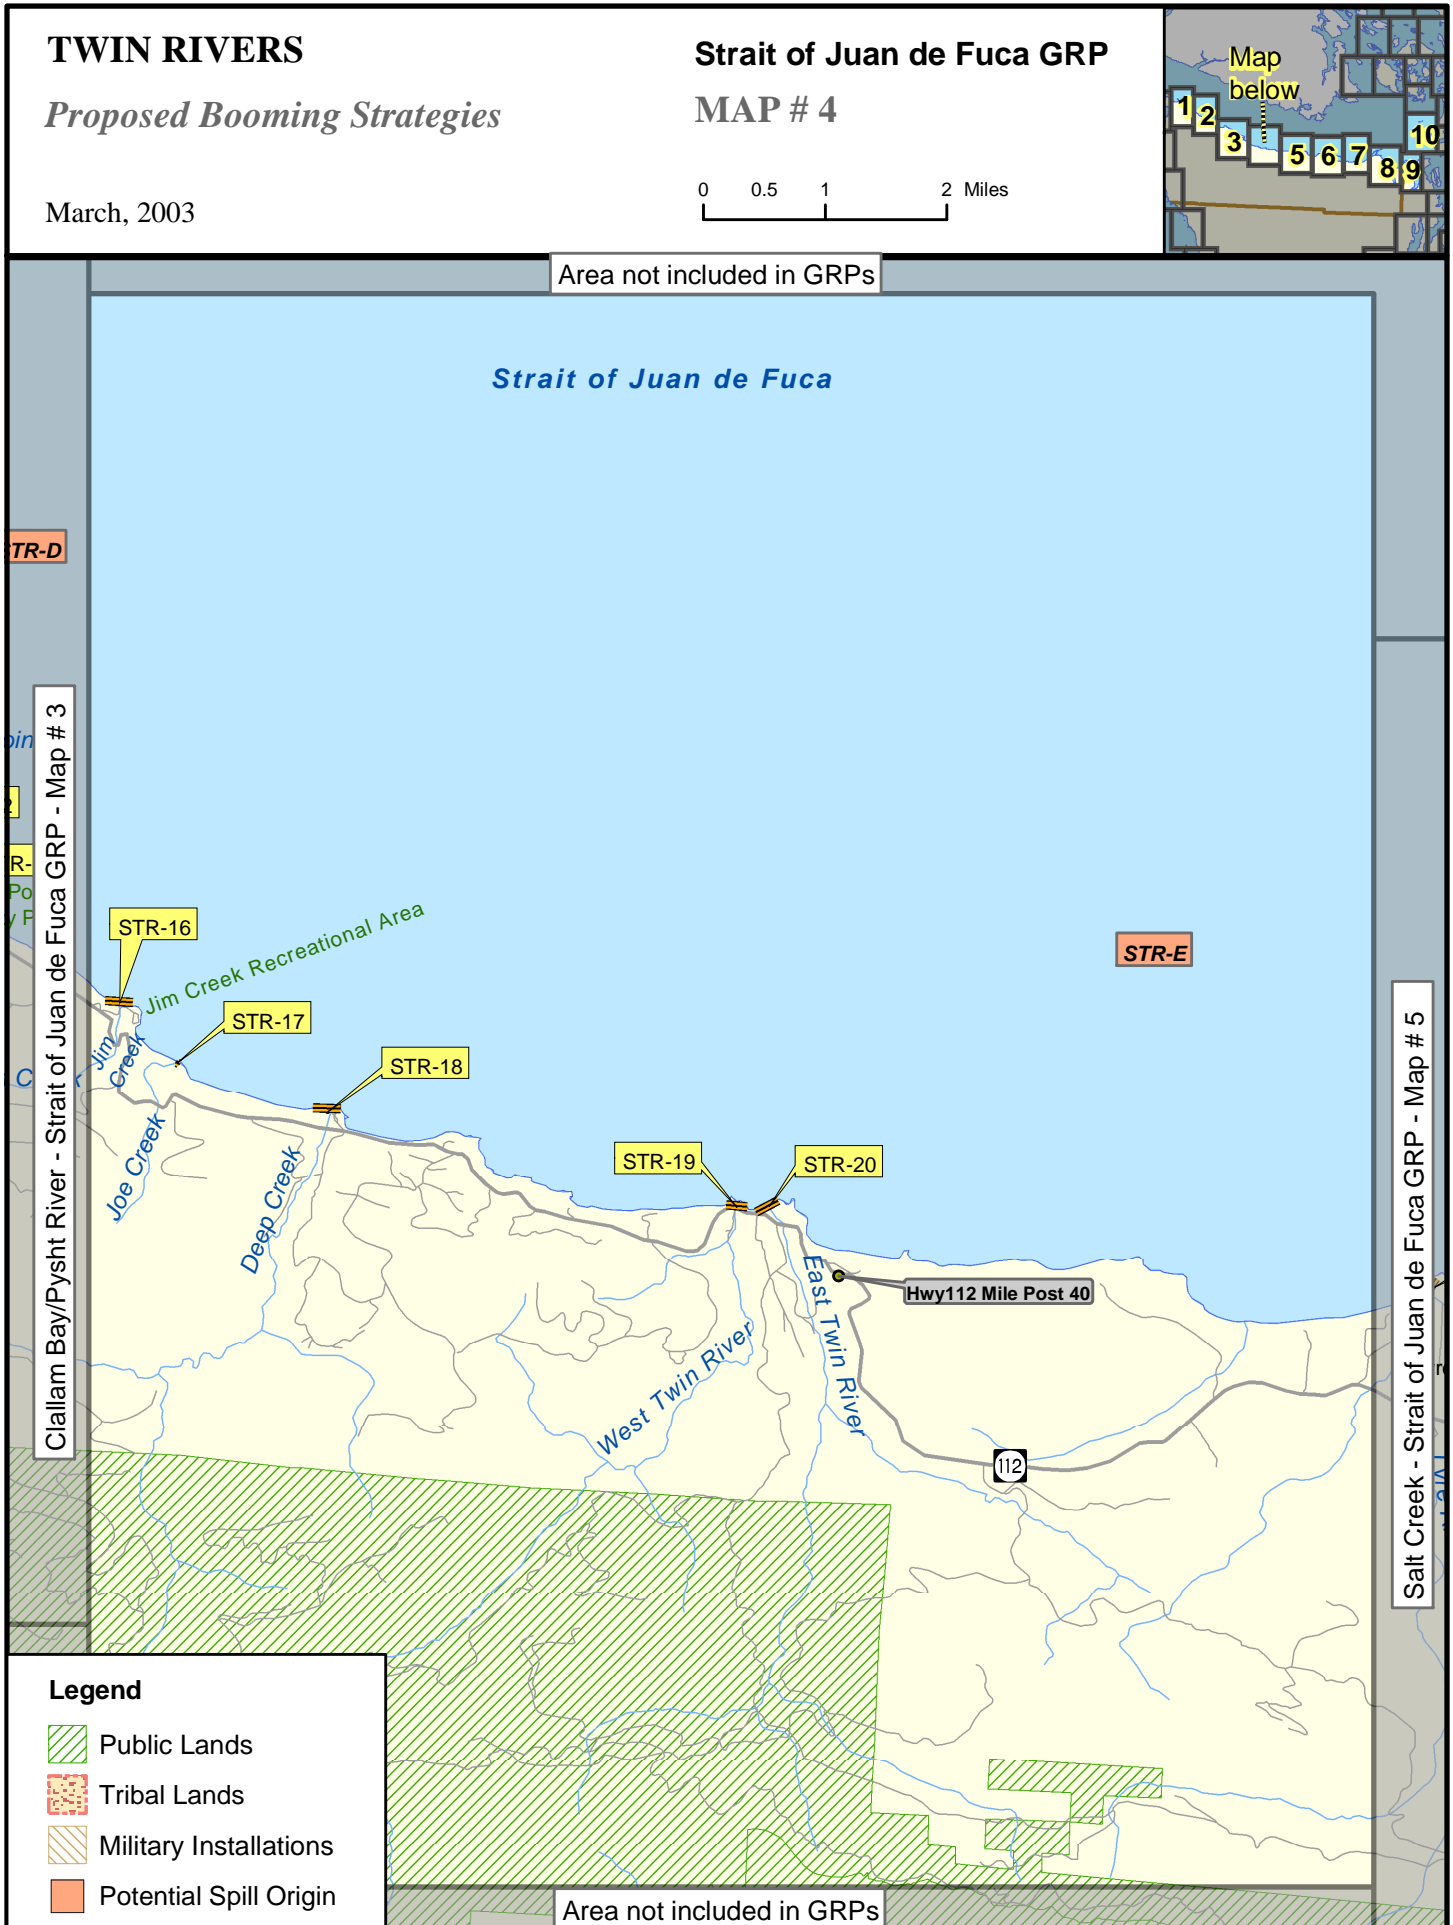 TWIN RIVERS
Proposed Booming Strategies
March, 2003
Strait of Juan de Fuca GRP
MAP # 4
0 0.5 1 2 Miles
Map
below
1
2
3
5
6
7
8
9
10
Area not included in GRPs
Strait of Juan de Fuca
STR-D
Clallam Bay/Pysht River - Strait of Juan de Fuca GRP - Map # 3
STR-16
Jim Creek Recreational Area
STR-17
STR-18
STR-E
Jim
Creek
Joe Creek
Deep Creek
STR-19
STR-20
West Twin River
East Twin River
Hwy112 Mile Post 40
112
Salt Creek - Strait of Juan de Fuca GRP - Map # 5
Legend
Public Lands
Tribal Lands
Military Installations
Potential Spill Origin
Area not included in GRPs